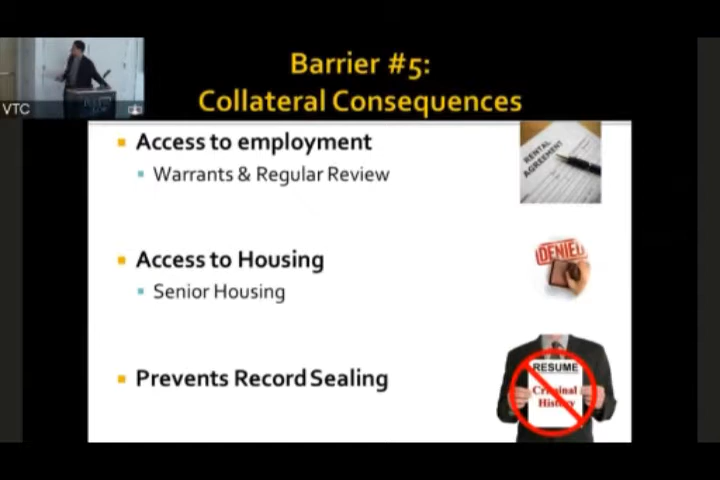 Barrier #5:
Collateral Consequences
VTC
Access to employment
Warrants & Regular Review
RENTAL
AGREEMENT
Access to Housing
Senior Housing
DENIED
Prevents Record Sealing
RESUME
Criminal
History